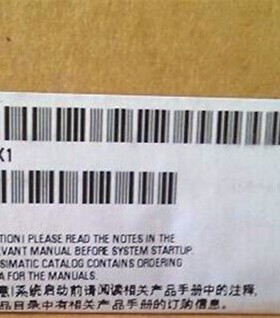 X1
TION! PLEASE READ THE NOTES IN THE
VANT MANUAL BEFORE SYSTEM STARTUP.
SIMATIC CATALOG CONTAINS ORDERING
A FOR THE MANUALS.
意!系统启动前请阅读相关产品手册中的注释,
品目录中有相关产品手册的订购信息.